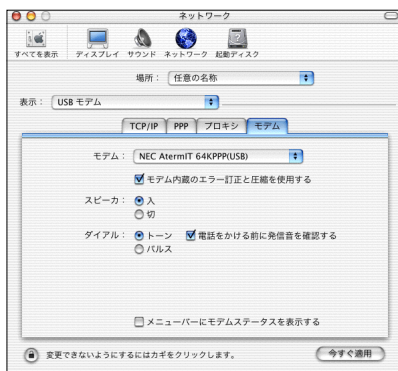 ネットワーク
すべてを表示 ディスプレイ サウンド ネットワーク 起動ディスク
場所： 任意の名称
表示： USB モデム
TCP/IP PPP プロキシ モデム
モデム： NEC AtermIT 64KPPP(USB)
モデム内蔵のエラー訂正と圧縮を使用する
スピーカ： 入
切
ダイアル： トーン 電話をかける前に発信音を確認する
パルス
メニューバーにモデムステータスを表示する
変更できないようにするにはカギをクリックします。 今すぐ適用